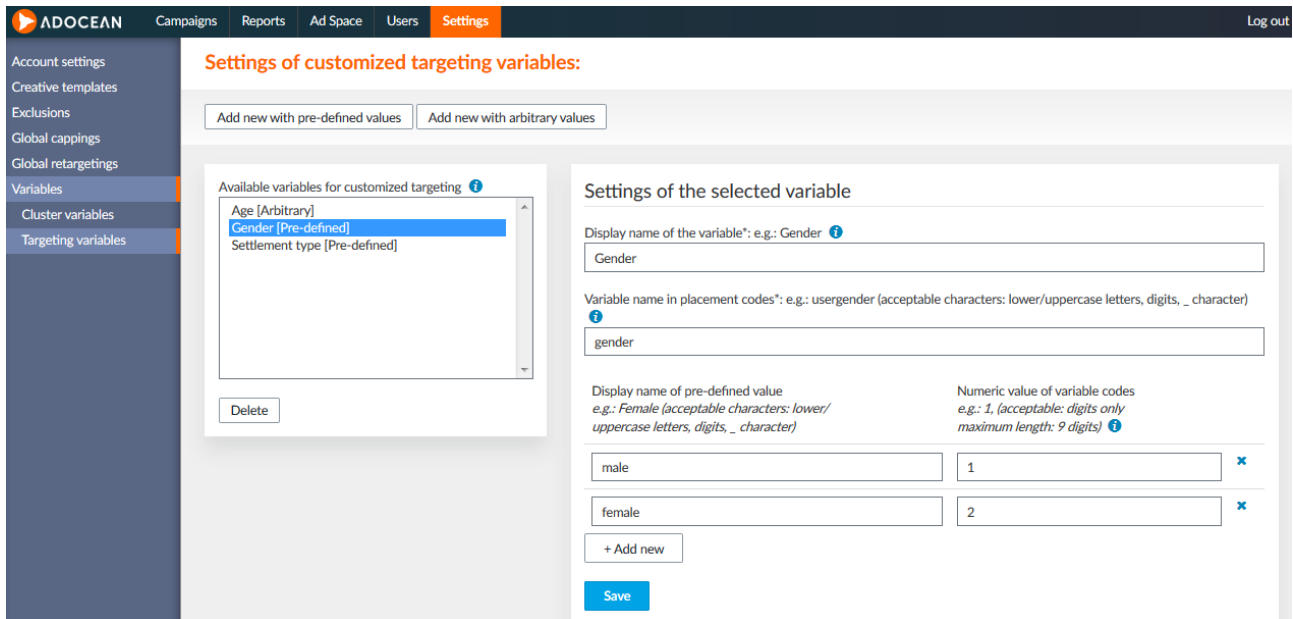 ADOCEAN Campaigns Reports Ad Space Users Settings Log out
Account settings
Creative templates
Exclusions
Global cappings
Global retargetings
Variables
Cluster variables
Targeting variables
Settings of customized targeting variables:
Add new with pre-defined values Add new with arbitrary values
Available variables for customized targeting
Age [Arbitrary]
Gender [Pre-defined]
Settlement type [Pre-defined]
Delete
Settings of the selected variable
Display name of the variable*: e.g.: Gender
Gender
Variable name in placement codes*: e.g.: usergender (acceptable characters: lower/uppercase letters, digits, _ character)
gender
Display name of pre-defined value
e.g.: Female (acceptable characters: lower/
uppercase letters, digits, _ character)
Numeric value of variable codes
e.g.: 1, (acceptable: digits only
maximum length: 9 digits)
male 1
female 2
+ Add new
Save